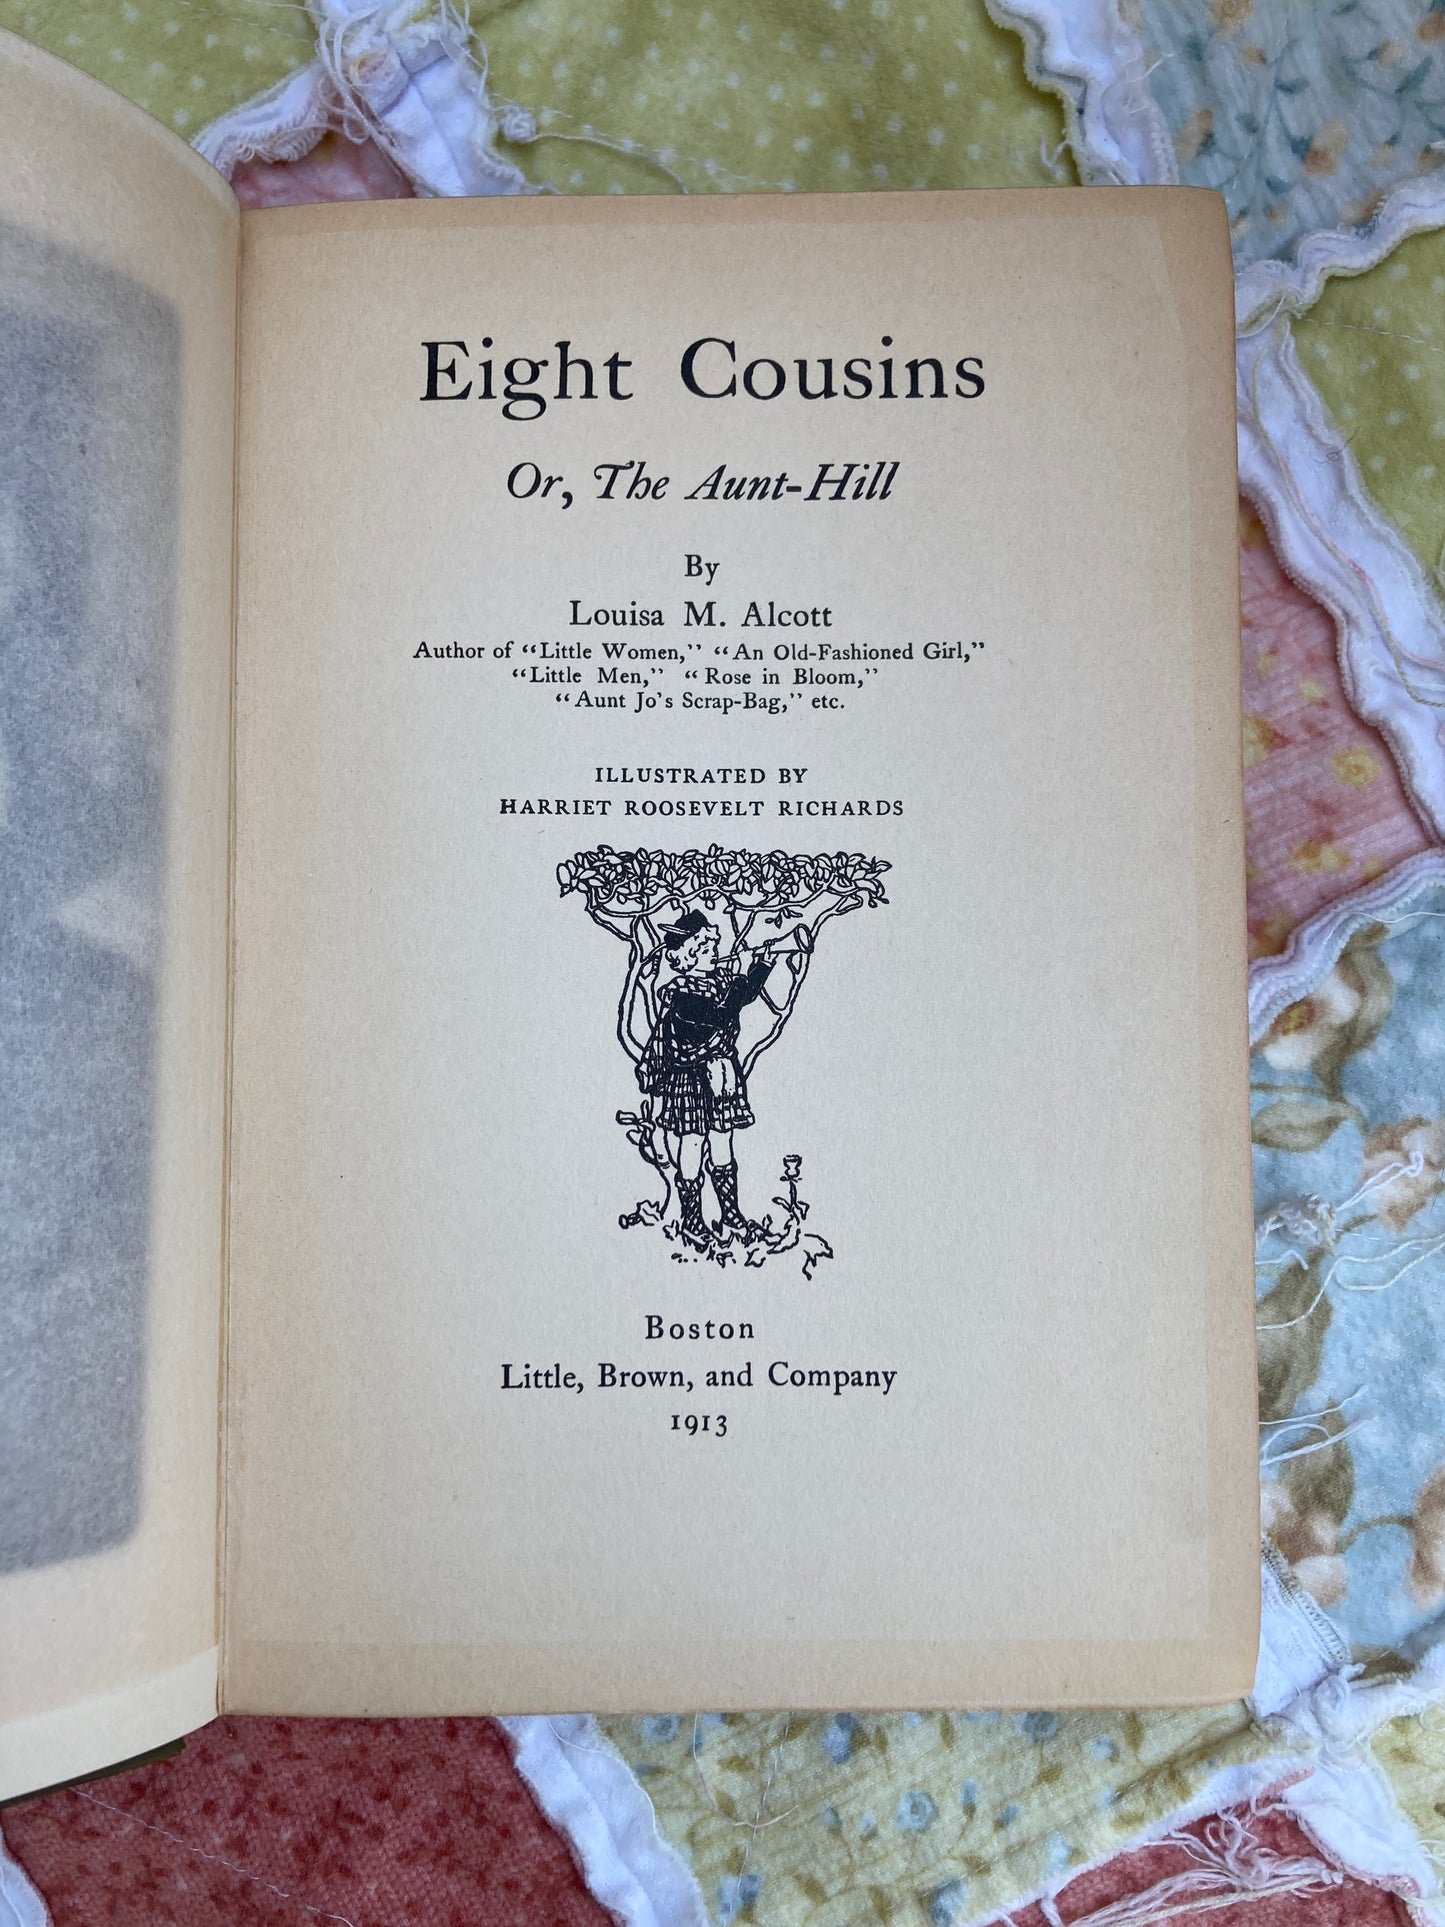 Eight Cousins
Or, The Aunt-Hill
By
Louisa M. Alcott
Author of “Little Women,” “An Old-Fashioned Girl,”
“Little Men,” “Rose in Bloom,”
“Aunt Jo’s Scrap-Bag,” etc.
ILLUSTRATED BY
HARRIET ROOSEVELT RICHARDS
Boston
Little, Brown, and Company
1913